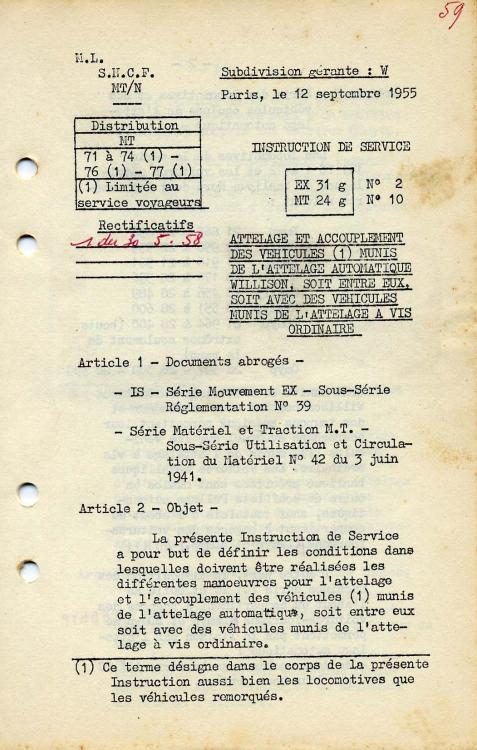 59
M.L.
S.N.C.F.
MT/N
Subdivision gérante : W
Paris, le 12 septembre 1955
Distribution
MT
71 à 74 (1) -
76 (1) - 77 (1)
(1) Limitée au
service voyageurs
INSTRUCTION DE SERVICE
EX 31 g N° 2
MT 24 g N° 10
Rectificatifs
1 du 30.5.58
ATTELAGE ET ACCOUPLEMENT
DES VEHICULES (1) MUNIS
DE L'ATTELAGE AUTOMATIQUE
WILLISON, SOIT ENTRE EUX,
SOIT AVEC DES VEHICULES
MUNIS DE L'ATTELAGE A VIS
ORDINAIRE
Article 1 - Documents abrogés -
- IS - Série Mouvement EX - Sous-Série
Réglementation N° 39
- Série Matériel et Traction M.T. -
Sous-Série Utilisation et Circula-
tion du Matériel N° 42 du 3 juin
1941.
Article 2 - Objet -
La présente Instruction de Service
a pour but de définir les conditions dans
lesquelles doivent être réalisées les
différentes manoeuvres pour l'attelage
et l'accouplement des véhicules (1) munis
de l'attelage automatique, soit entre eux
soit avec des véhicules munis de l'atte-
lage à vis ordinaire.
(1) Ce terme désigne dans le corps de la présente
Instruction aussi bien les locomotives que
les véhicules remorqués.